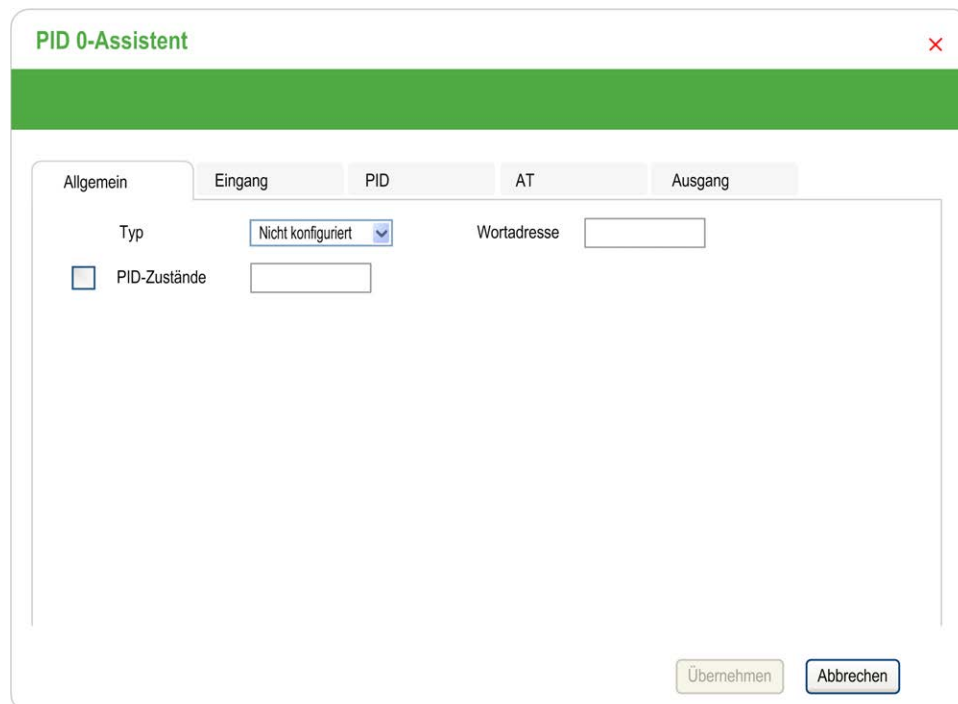 PID 0-Assistent
Allgemein Eingang PID AT Ausgang
Typ Nicht konfiguriert Wortadresse
PID-Zustände
Übernehmen Abbrechen